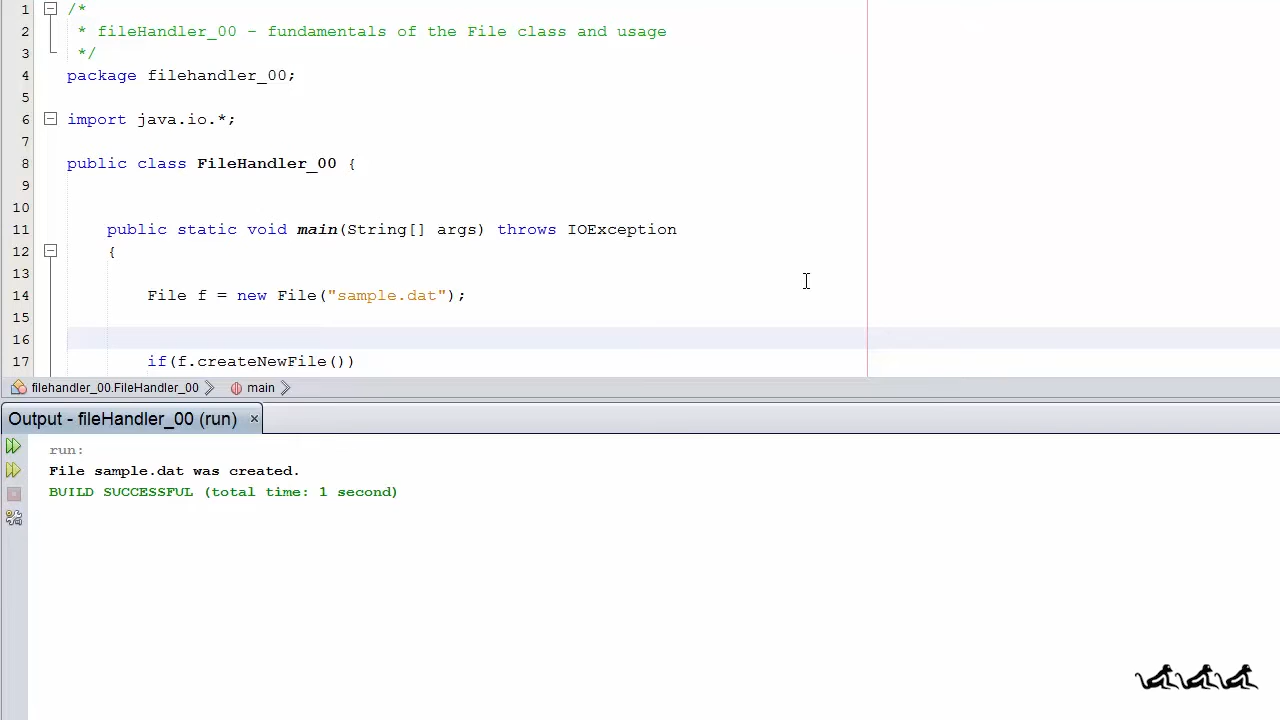 1 /*
2 * fileHandler_00 - fundamentals of the File class and usage
3 */
4 package filehandler_00;
5
6 import java.io.*;
7
8 public class FileHandler_00 {
9
10
11 public static void main(String[] args) throws IOException
12 {
13
14 File f = new File("sample.dat");
15
16
17 if(f.createNewFile())
filehandler_00.FileHandler_00 main
Output - fileHandler_00 (run) ×
run:
File sample.dat was created.
BUILD SUCCESSFUL (total time: 1 second)